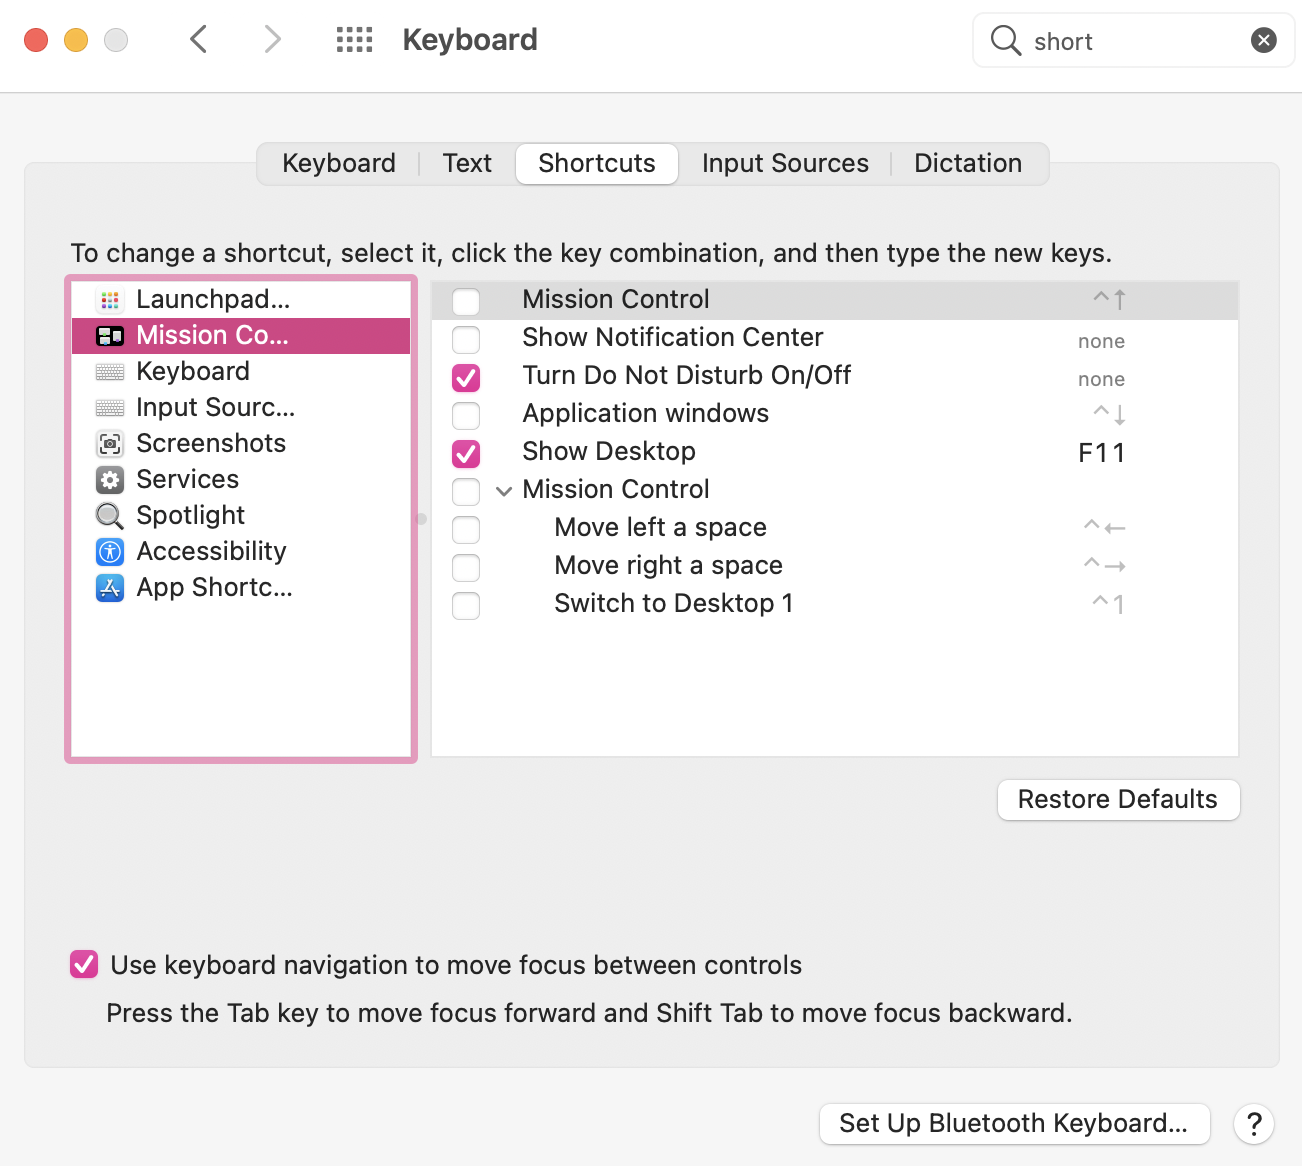 Keyboard
short
Keyboard Text Shortcuts Input Sources Dictation
To change a shortcut, select it, click the key combination, and then type the new keys.
Launchpad...
Mission Co...
Keyboard
Input Sourc...
Screenshots
Services
Spotlight
Accessibility
App Shortc...
Mission Control ^↑
Show Notification Center none
Turn Do Not Disturb On/Off none
Application windows ^↓
Show Desktop F11
Mission Control
Move left a space ^←
Move right a space ^→
Switch to Desktop 1 ^1
Restore Defaults
Use keyboard navigation to move focus between controls
Press the Tab key to move focus forward and Shift Tab to move focus backward.
Set Up Bluetooth Keyboard... ?